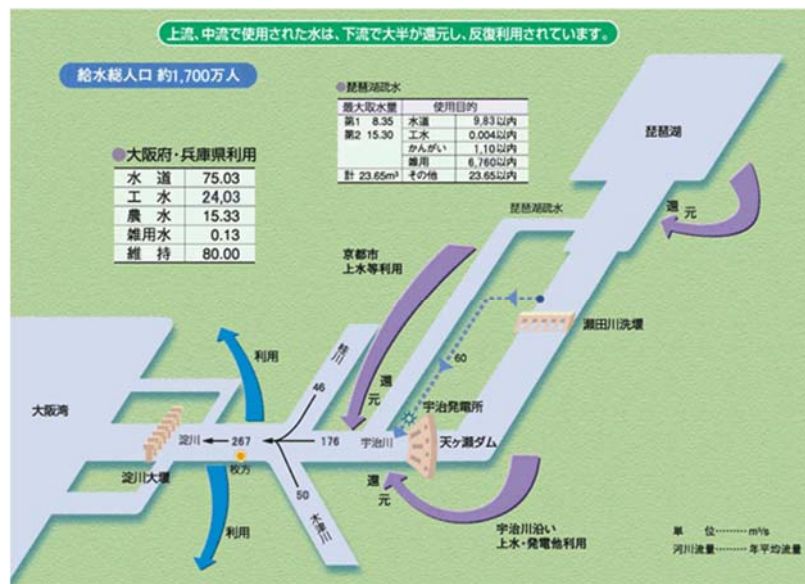 上流、中流で使用された水は、下流で大半が還元し、反復利用されています。
給水総人口 約1,700万人
●琵琶湖疏水
最大取水量 使用目的
第1 8.35 水道 9,83以内
第2 15.30 工水 0.004以内
かんがい 1,10以内
雑用 6,760以内
計 23.65m³ その他 23.65以内
●大阪府・兵庫県利用
水 道 75.03
工 水 24,03
農 水 15.33
雑用水 0.13
維 持 80.00
琵琶湖
還元
琵琶湖疏水
京都市
上水等利用
瀬田川洗堰
60
利用
桂川
46
還元
宇治発電所
大阪湾
淀川
267
176
宇治川
天ヶ瀬ダム
枚方
淀川大堰
50
還元
木津川
利用
宇治川沿い
上水・発電他利用
単 位………m³/s
河川流量………年平均流量